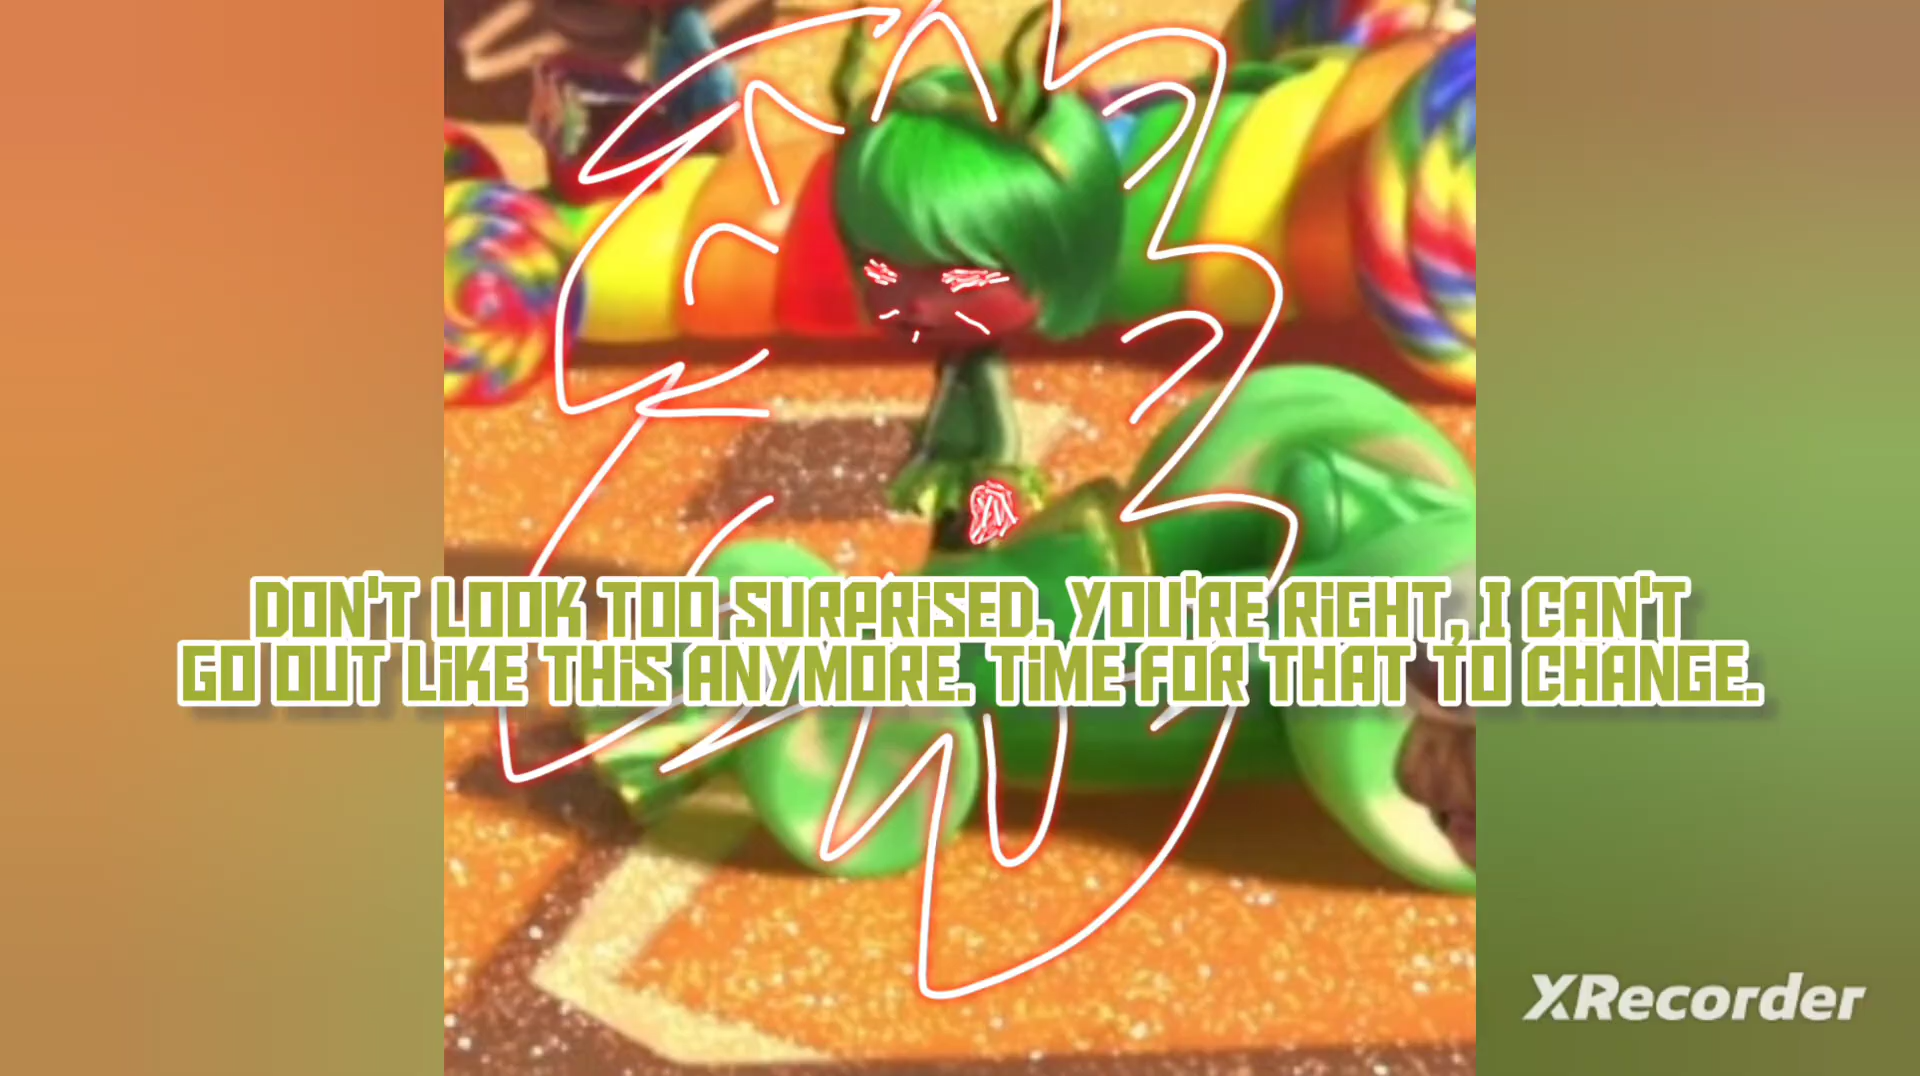 DON'T LOOK TOO SURPRISED. YOU'RE RIGHT, I CAN'T
GO OUT LIKE THIS ANYMORE. TIME FOR THAT TO CHANGE.
XRecorder